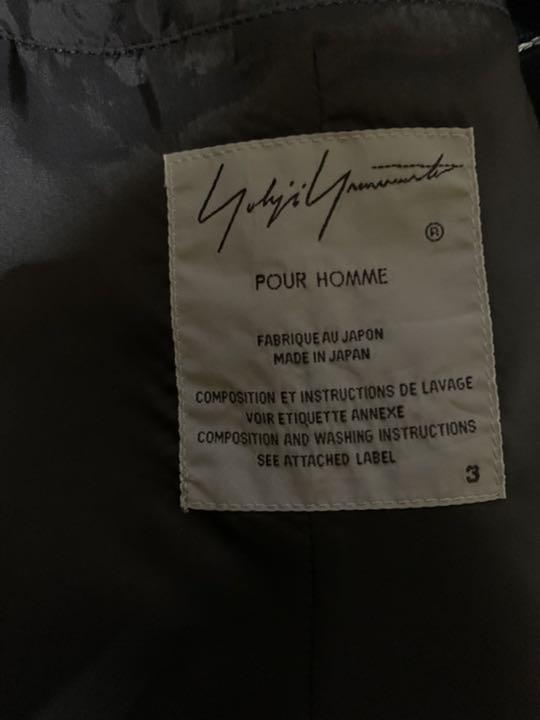 Yohji Yamamoto
®
POUR HOMME
FABRIQUE AU JAPON
MADE IN JAPAN
COMPOSITION ET INSTRUCTIONS DE LAVAGE
VOIR ETIQUETTE ANNEXE
COMPOSITION AND WASHING INSTRUCTIONS
SEE ATTACHED LABEL
3